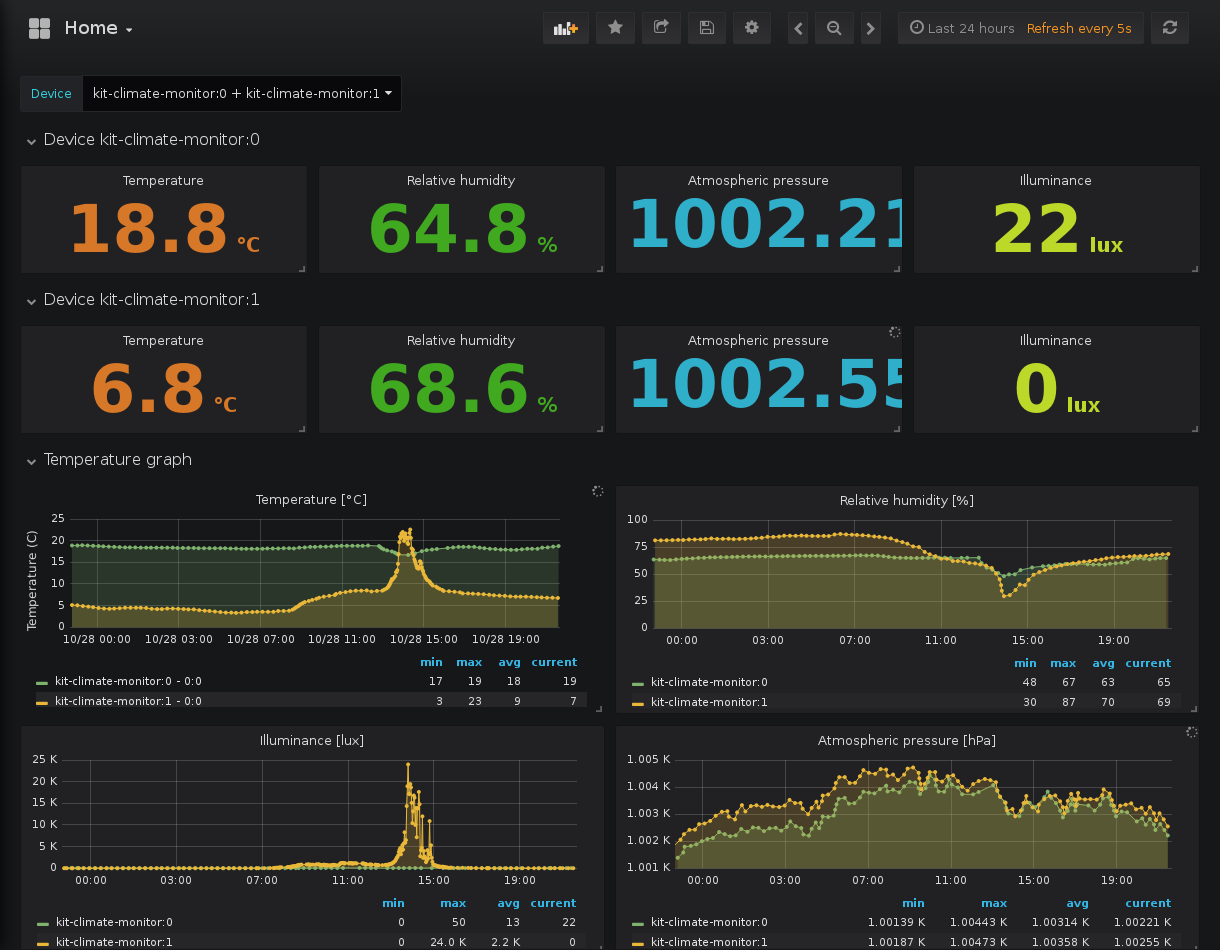 Home
Last 24 hours Refresh every 5s
Device kit-climate-monitor:0 + kit-climate-monitor:1
Device kit-climate-monitor:0
Temperature Relative humidity Atmospheric pressure Illuminance
18.8 °C 64.8 % 1002.21 22 lux
Device kit-climate-monitor:1
Temperature Relative humidity Atmospheric pressure Illuminance
6.8 °C 68.6 % 1002.55 0 lux
Temperature graph
Temperature [°C]
Temperature (C)
25
20
15
10
5
0
10/28 00:00 10/28 03:00 10/28 07:00 10/28 11:00 10/28 15:00 10/28 19:00
min max avg current
kit-climate-monitor:0 - 0:0 17 19 18 19
kit-climate-monitor:1 - 0:0 3 23 9 7
Relative humidity [%]
100
75
50
25
0
00:00 03:00 07:00 11:00 15:00 19:00
min max avg current
kit-climate-monitor:0 48 67 63 65
kit-climate-monitor:1 30 87 70 69
Illuminance [lux]
25 K
20 K
15 K
10 K
5 K
0
00:00 03:00 07:00 11:00 15:00 19:00
min max avg current
kit-climate-monitor:0 0 50 13 22
kit-climate-monitor:1 0 24.0 K 2.2 K 0
Atmospheric pressure [hPa]
1.005 K
1.004 K
1.003 K
1.002 K
1.001 K
00:00 03:00 07:00 11:00 15:00 19:00
min max avg current
kit-climate-monitor:0 1.00139 K 1.00443 K 1.00314 K 1.00221 K
kit-climate-monitor:1 1.00187 K 1.00473 K 1.00358 K 1.00255 K